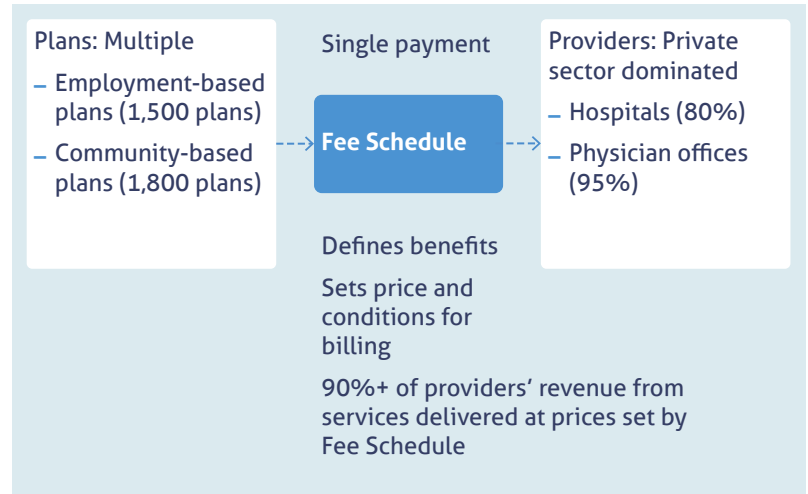 Plans: Multiple
– Employment-based
plans (1,500 plans)
– Community-based
plans (1,800 plans)
Single payment
Fee Schedule
Defines benefits
Sets price and
conditions for
billing
90%+ of providers’ revenue from
services delivered at prices set by
Fee Schedule
Providers: Private
sector dominated
– Hospitals (80%)
– Physician offices
(95%)